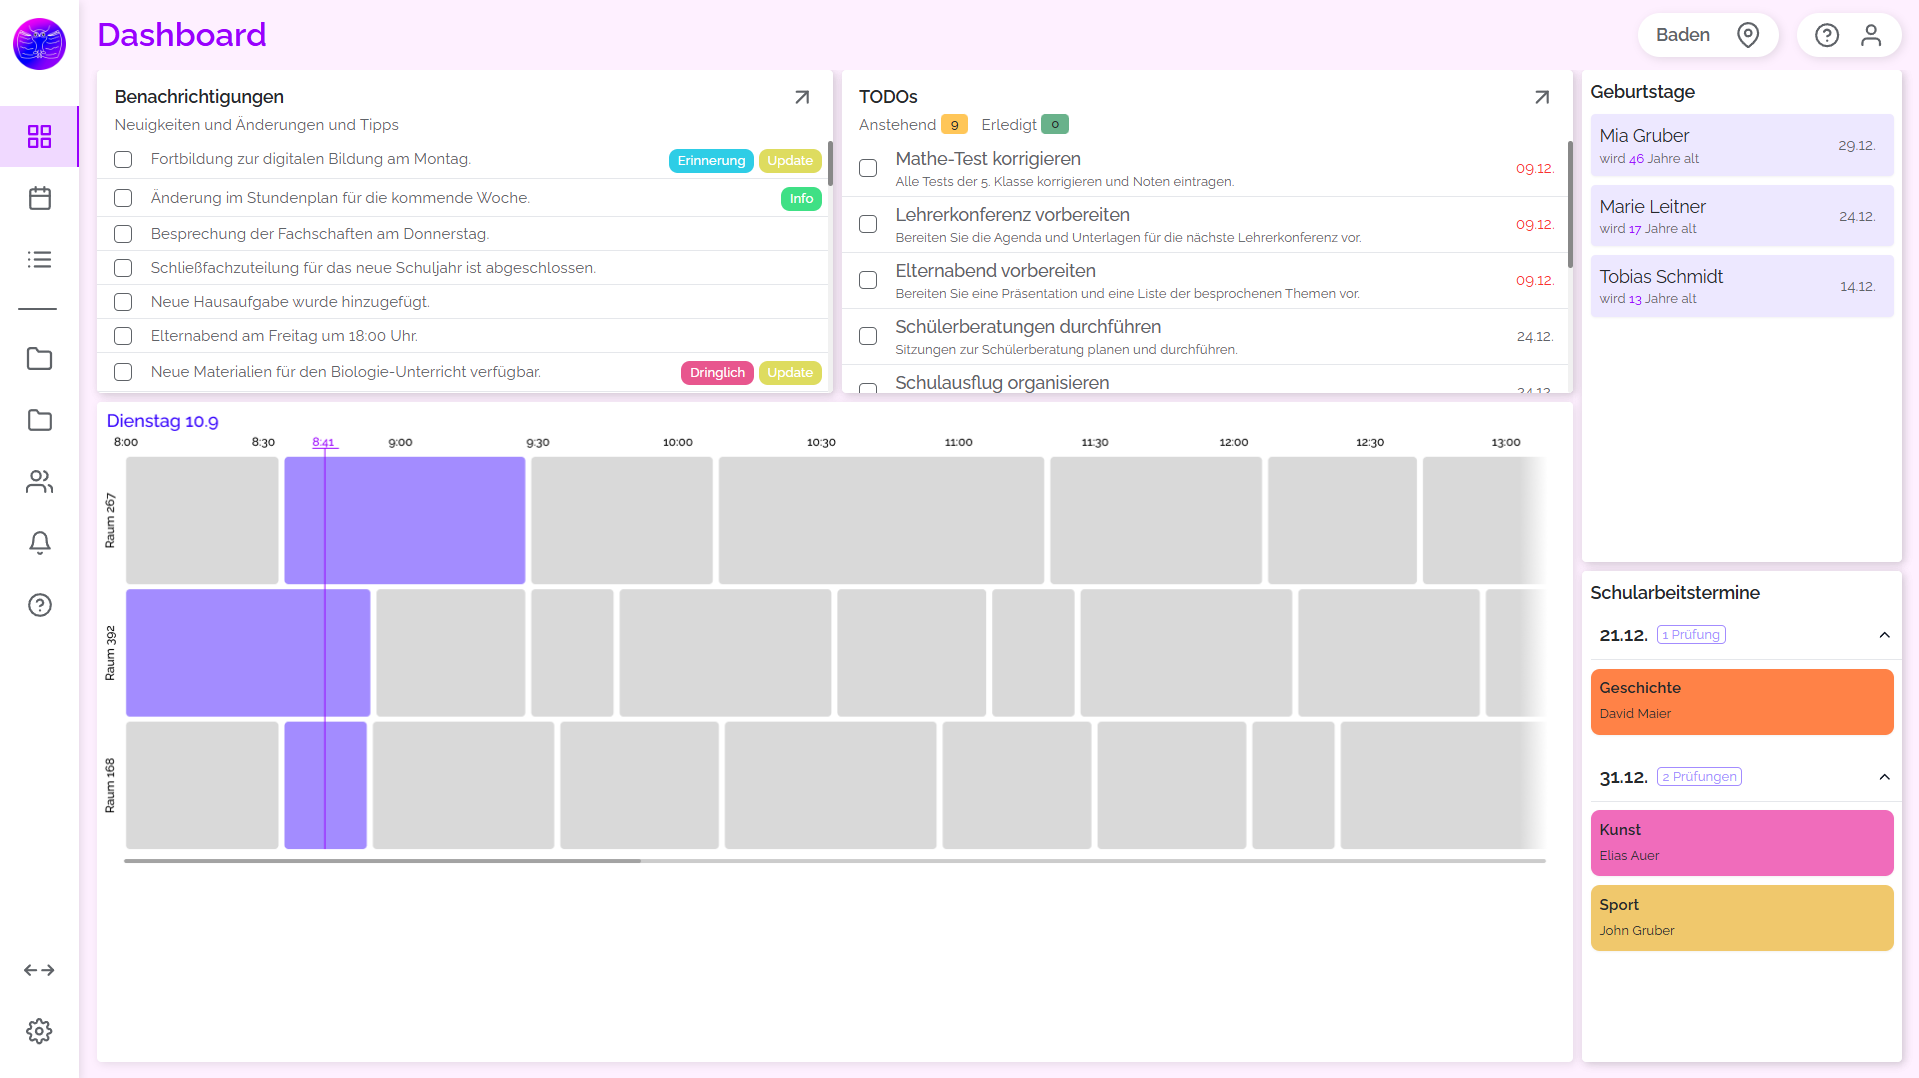 Dashboard
Baden
Benachrichtigungen
Neuigkeiten und Änderungen und Tipps
Fortbildung zur digitalen Bildung am Montag.
Erinnerung
Update
Änderung im Stundenplan für die kommende Woche.
Info
Besprechung der Fachschaften am Donnerstag.
Schließfachzuteilung für das neue Schuljahr ist abgeschlossen.
Neue Hausaufgabe wurde hinzugefügt.
Elternabend am Freitag um 18:00 Uhr.
Neue Materialien für den Biologie-Unterricht verfügbar.
Dringlich
Update
TODOs
Anstehend 9 Erledigt 0
Mathe-Test korrigieren
Alle Tests der 5. Klasse korrigieren und Noten eintragen.
09.12.
Lehrerkonferenz vorbereiten
Bereiten Sie die Agenda und Unterlagen für die nächste Lehrerkonferenz vor.
09.12.
Elternabend vorbereiten
Bereiten Sie eine Präsentation und eine Liste der besprochenen Themen vor.
09.12.
Schülerberatungen durchführen
Sitzungen zur Schülerberatung planen und durchführen.
24.12.
Schulausflug organisieren
24.12.
Geburtstage
Mia Gruber
wird 46 Jahre alt
29.12.
Marie Leitner
wird 17 Jahre alt
24.12.
Tobias Schmidt
wird 13 Jahre alt
14.12.
Dienstag 10.9
8:00 8:30 8:41 9:00 9:30 10:00 10:30 11:00 11:30 12:00 12:30 13:00
Raum 267
Raum 392
Raum 168
Schularbeitstermine
21.12. 1 Prüfung
Geschichte
David Maier
31.12. 2 Prüfungen
Kunst
Elias Auer
Sport
John Gruber